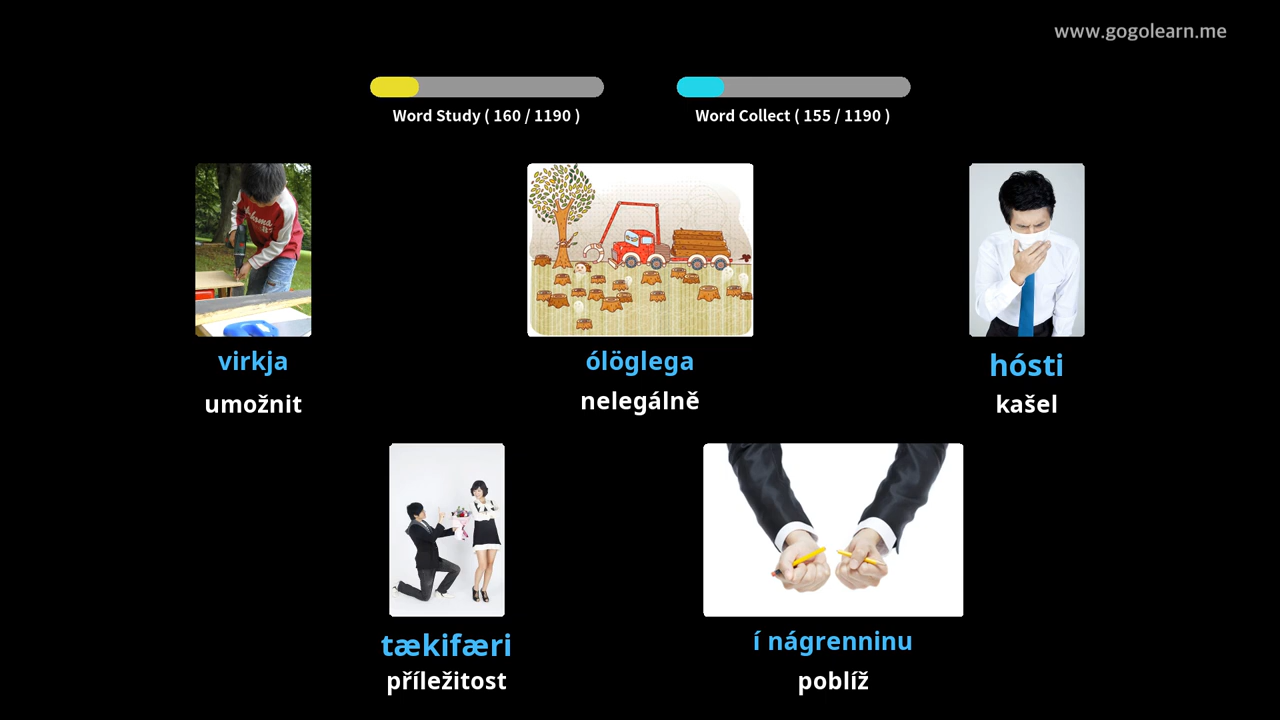 www.gogolearn.me
Word Study ( 160 / 1190 )
Word Collect ( 155 / 1190 )
virkja
umožnit
ólöglega
nelegálně
hósti
kašel
tækifæri
příležitost
í nágrenninu
poblíž